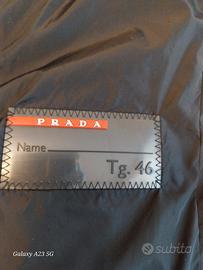 PRADA
Name
Tg. 46
Galaxy A23 5G
subito